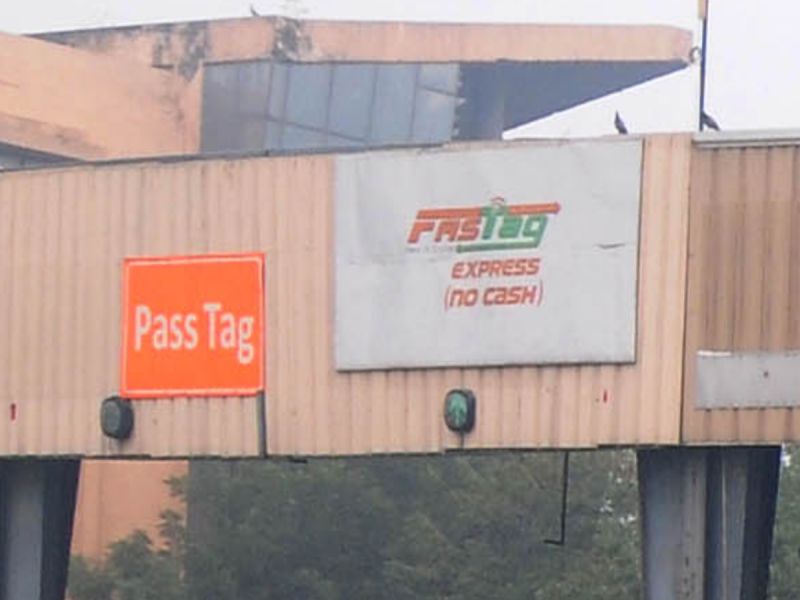 Pass Tag
FASTag
EXPRESS
(no CASH)